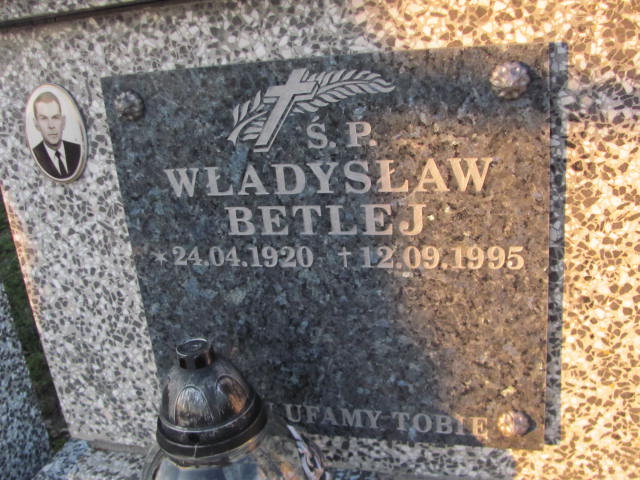 Ś. P.
WŁADYSŁAW
BETLEJ
* 24.04.1920 † 12.09.1995
UFAMY TOBIE